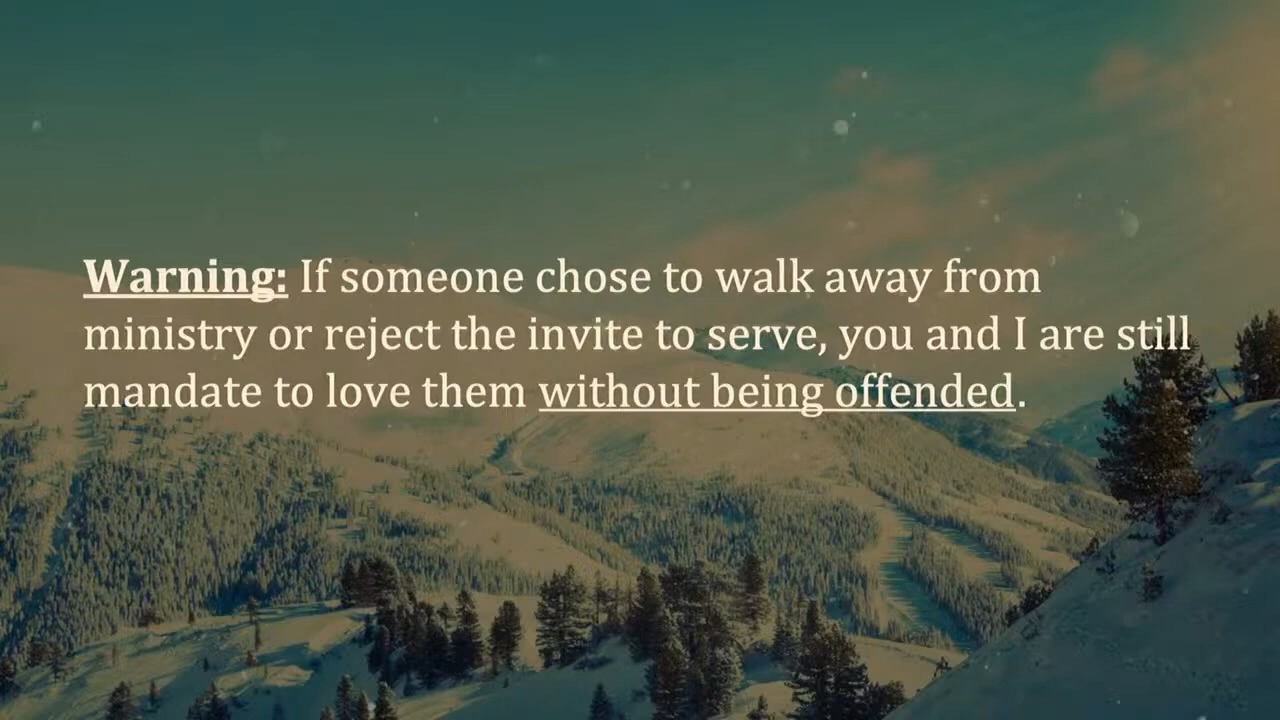 Warning: If someone chose to walk away from
ministry or reject the invite to serve, you and I are still
mandate to love them without being offended.